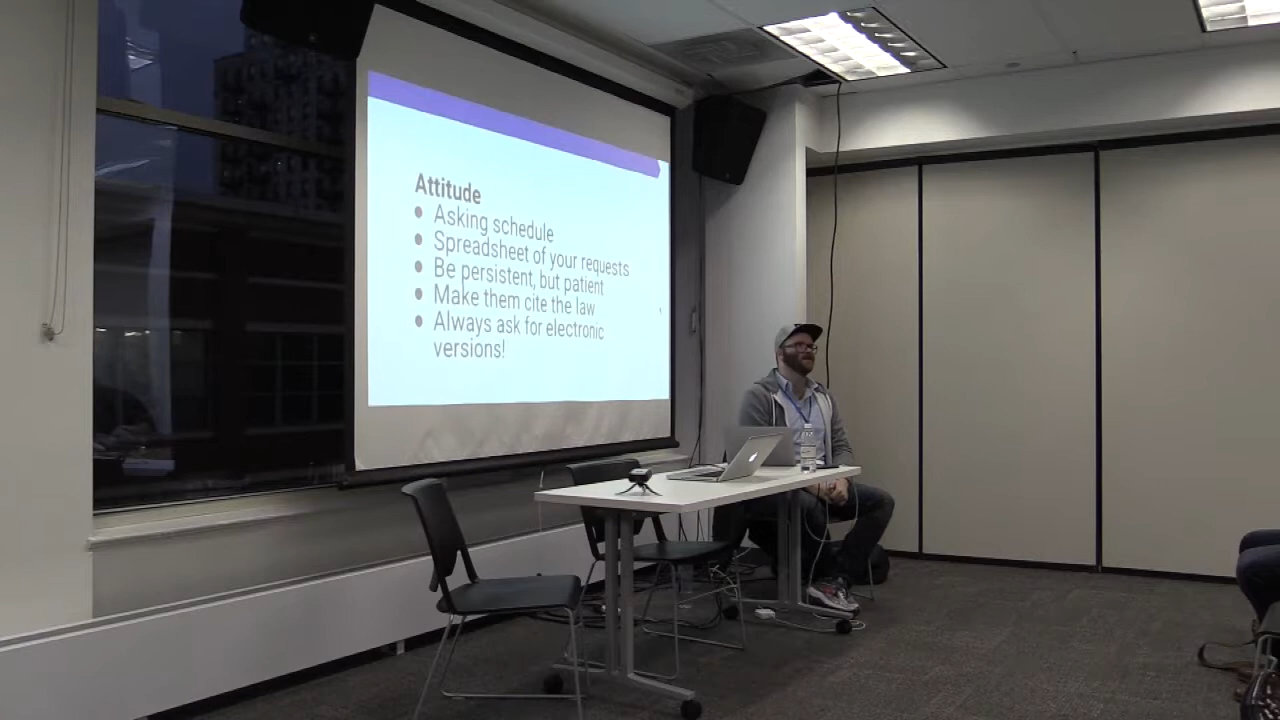 Attitude
● Asking schedule
● Spreadsheet of your requests
● Be persistent, but patient
● Make them cite the law
● Always ask for electronic
versions!